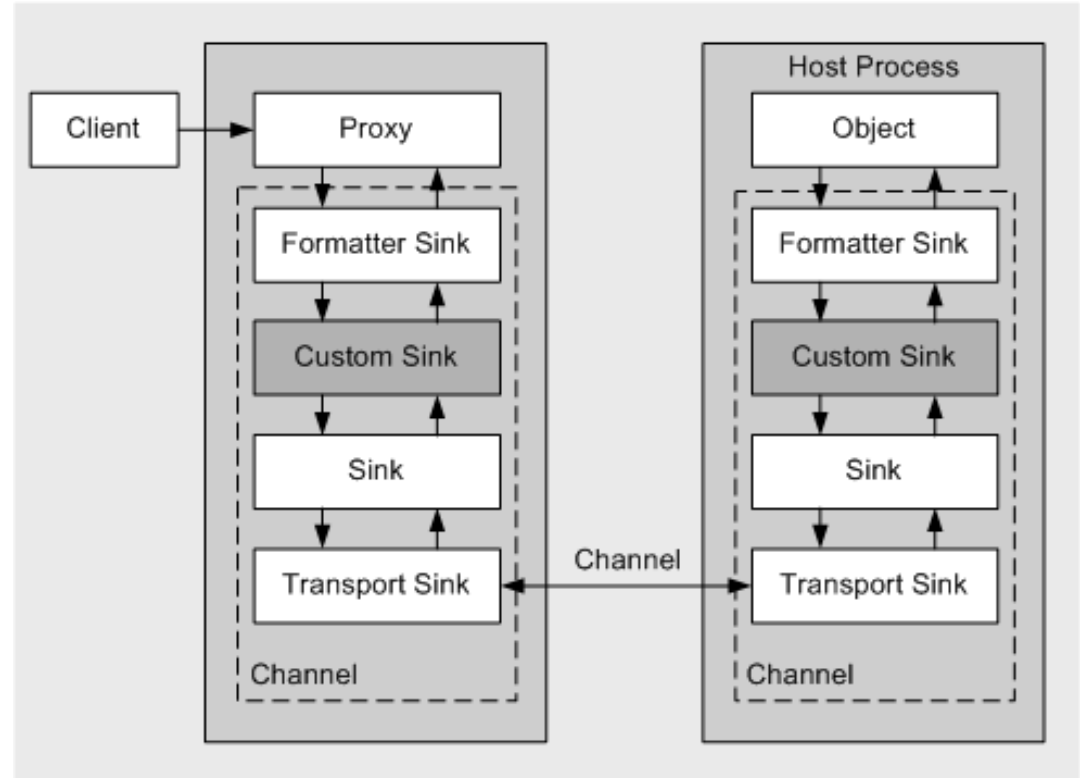 Host Process
Client
Proxy
Object
Formatter Sink
Formatter Sink
Custom Sink
Custom Sink
Sink
Sink
Channel
Transport Sink
Transport Sink
Channel
Channel